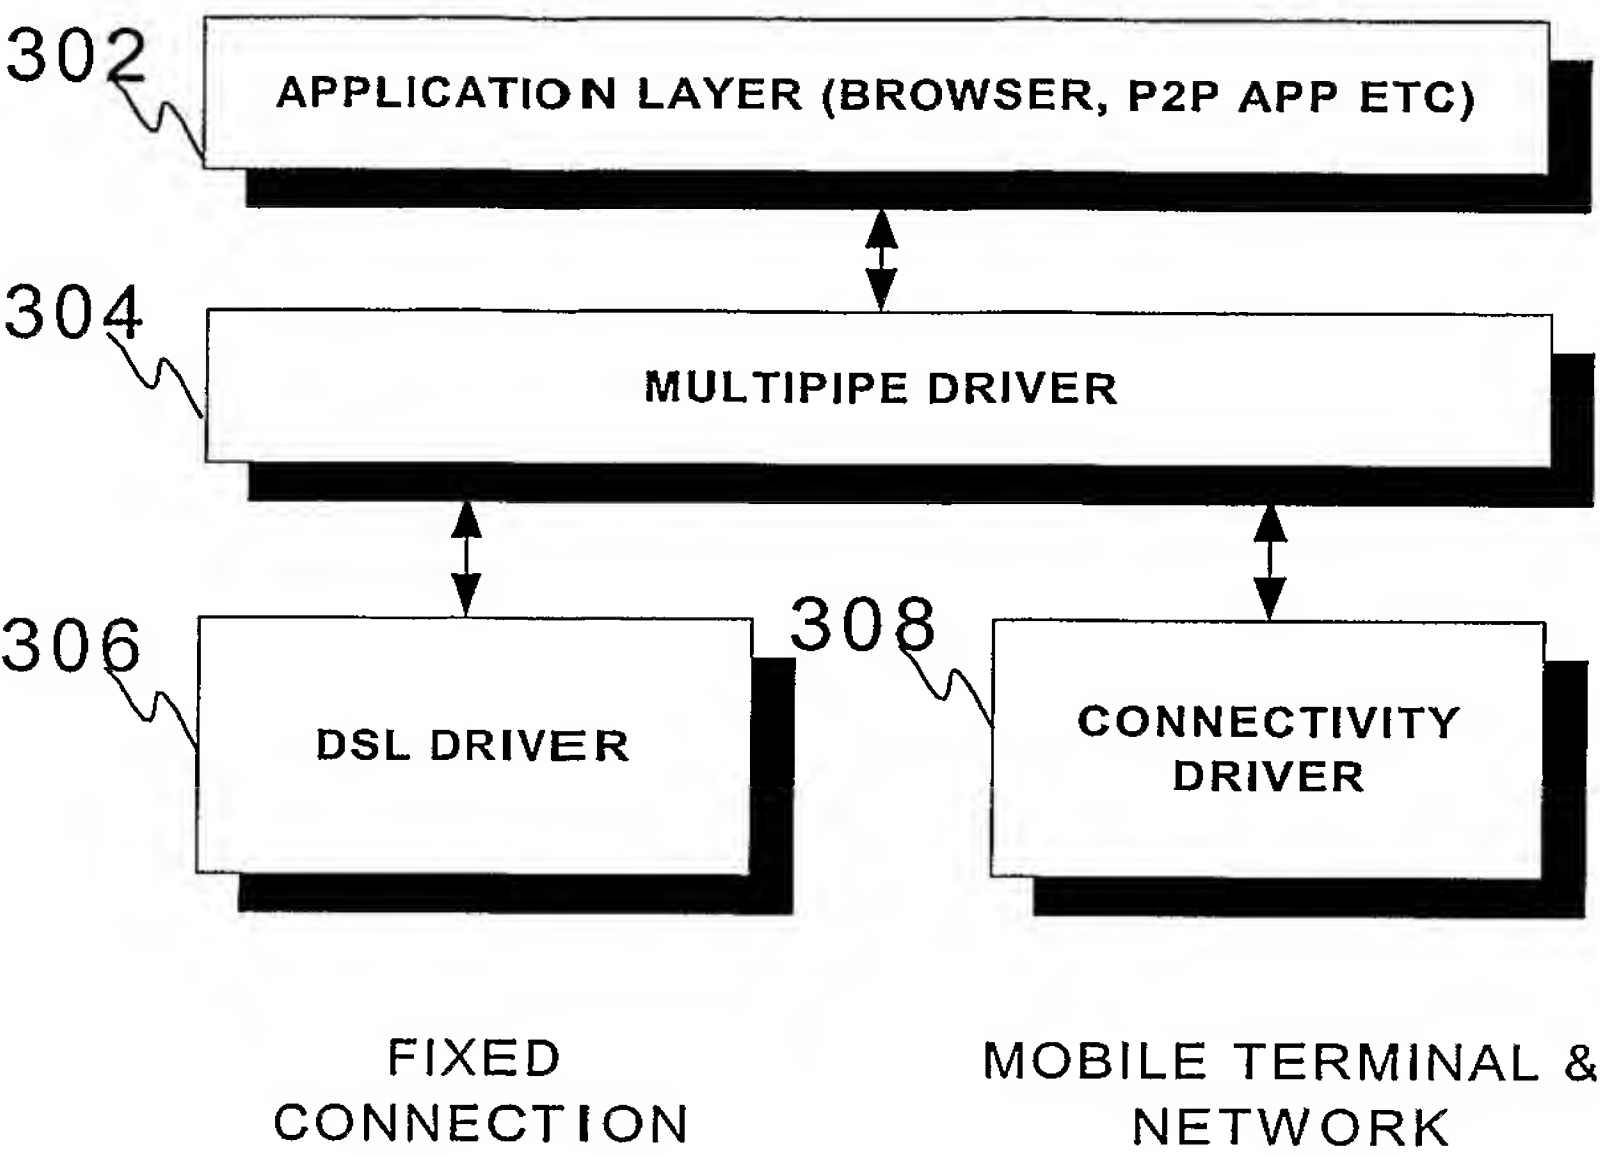 302
APPLICATION LAYER (BROWSER, P2P APP ETC)
304
MULTIPIPE DRIVER
306
DSL DRIVER
308
CONNECTIVITY
DRIVER
FIXED
CONNECTION
MOBILE TERMINAL &
NETWORK